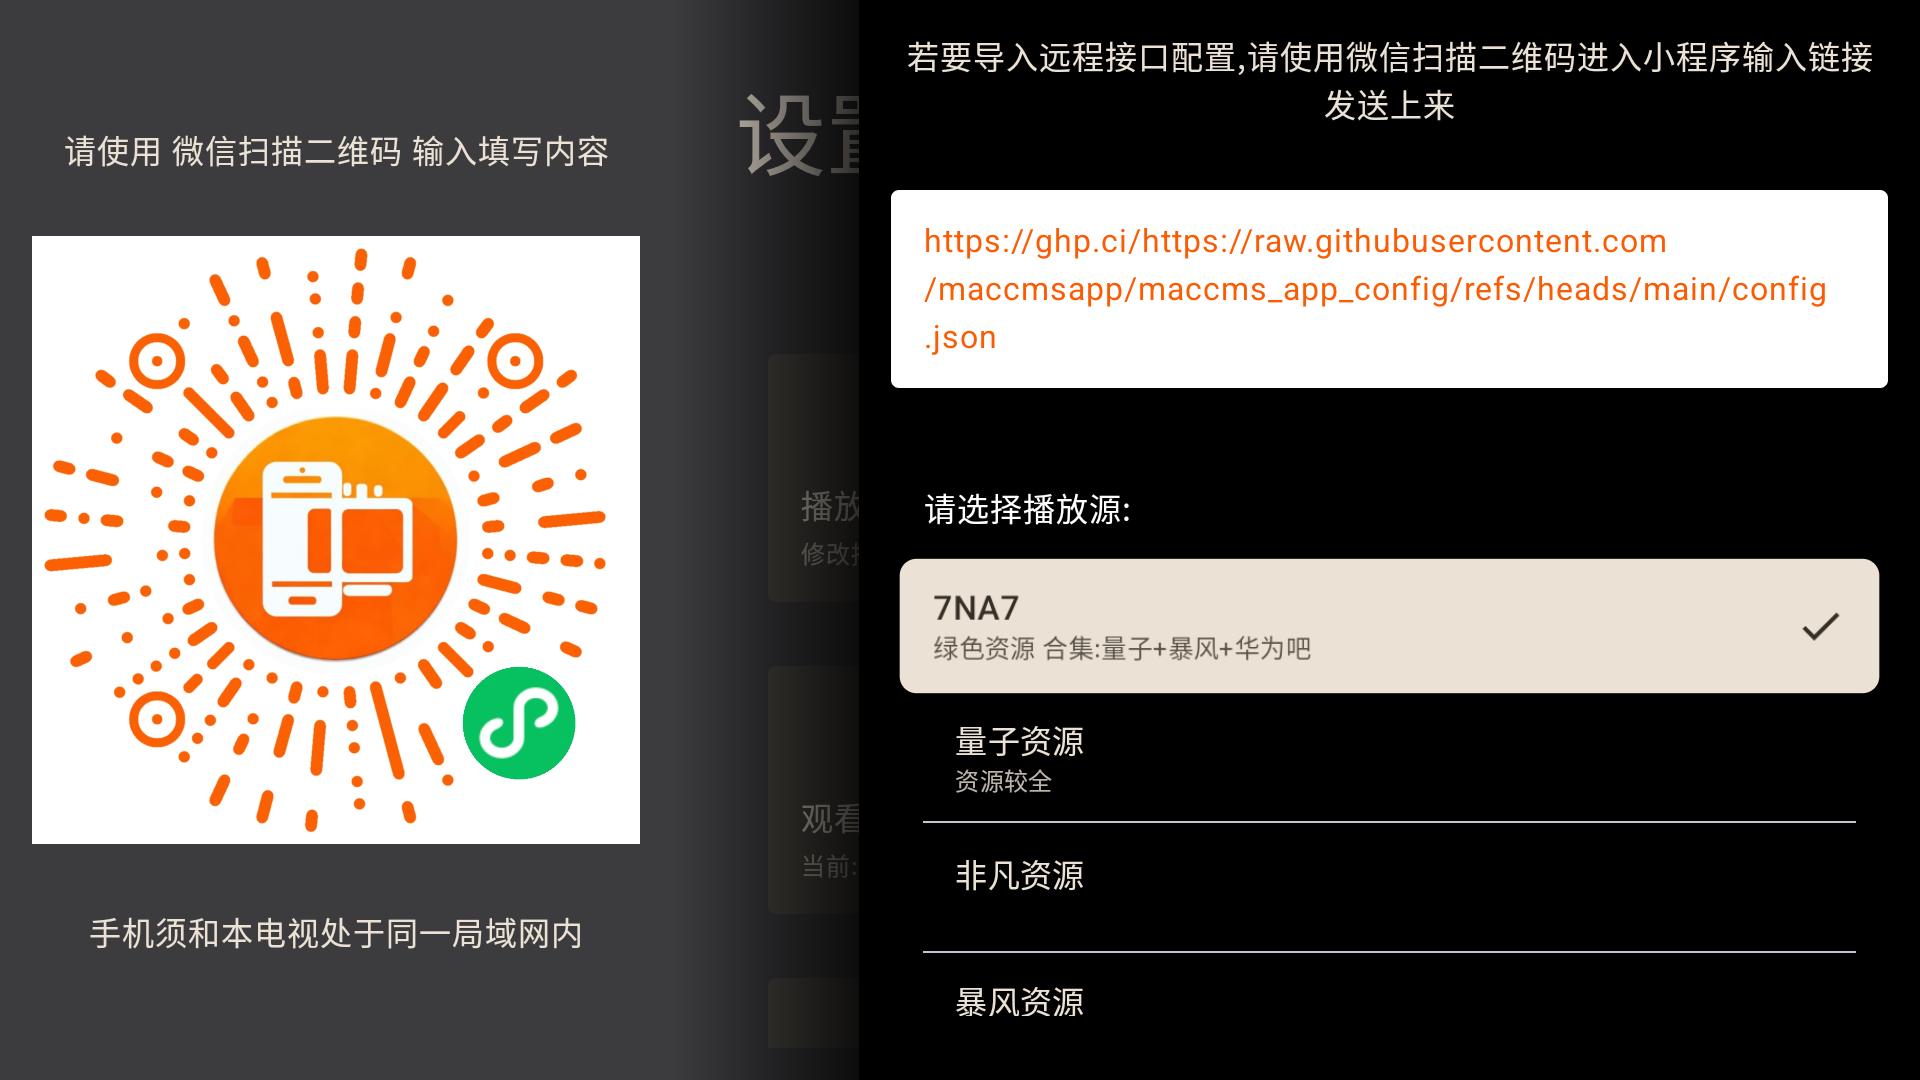 请使用 微信扫描二维码 输入填写内容
手机须和本电视处于同一局域网内
设置
播放
修改
观看
当前:
若要导入远程接口配置,请使用微信扫描二维码进入小程序输入链接
发送上来
https://ghp.ci/https://raw.githubusercontent.com
/maccmsapp/maccms_app_config/refs/heads/main/config
.json
请选择播放源:
7NA7
绿色资源 合集:量子+暴风+华为吧
量子资源
资源较全
非凡资源
暴风资源